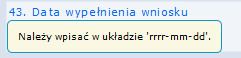 43. Data wypełnienia wniosku
Należy wpisać w układzie 'rrrr-mm-dd'.